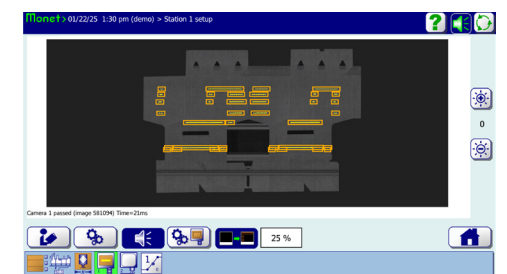 Monet> 01/22/25 1:30 pm (demo) > Station 1 setup
?
0
Camera 1 passed (image 581094) Time=21ms
25 %
1